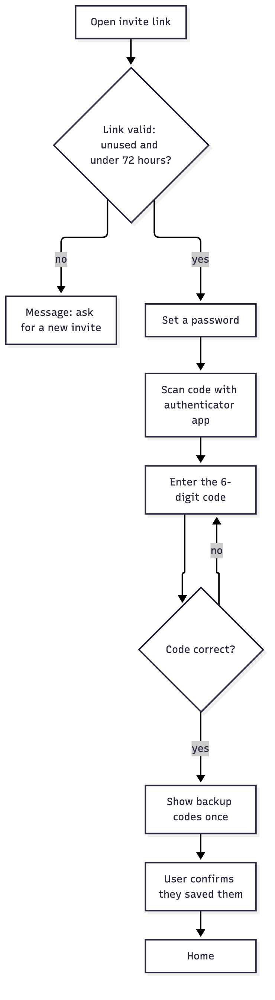 Open invite link
Link valid:
unused and
under 72 hours?
no
yes
Message: ask
for a new invite
Set a password
Scan code with
authenticator
app
Enter the 6-
digit code
no
Code correct?
yes
Show backup
codes once
User confirms
they saved them
Home